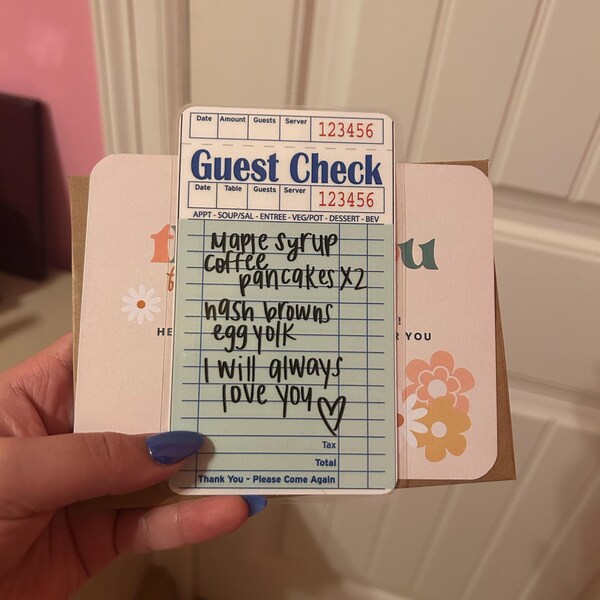 Date Amount Guests Server 123456
Guest Check
Date Table Guests Server 123456
APPT - SOUP/SAL - ENTREE - VEG/POT - DESSERT - BEV
Maple syrup
coffee
pancakes x2
hash browns
egg yolk
I will always
love you
Tax
Total
Thank You - Please Come Again